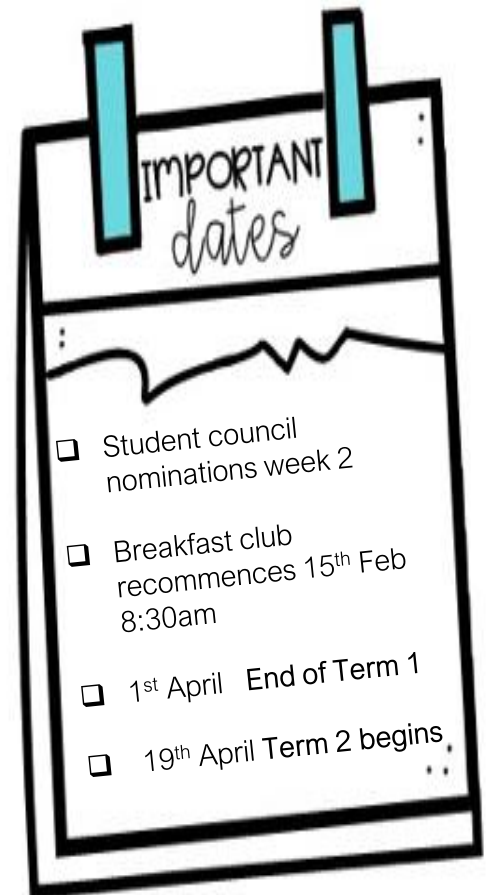 IMPORTANT
dates
❑ Student council
nominations week 2
❑ Breakfast club
recommences 15th Feb
8:30am
❑ 1st April End of Term 1
❑ 19th April Term 2 begins